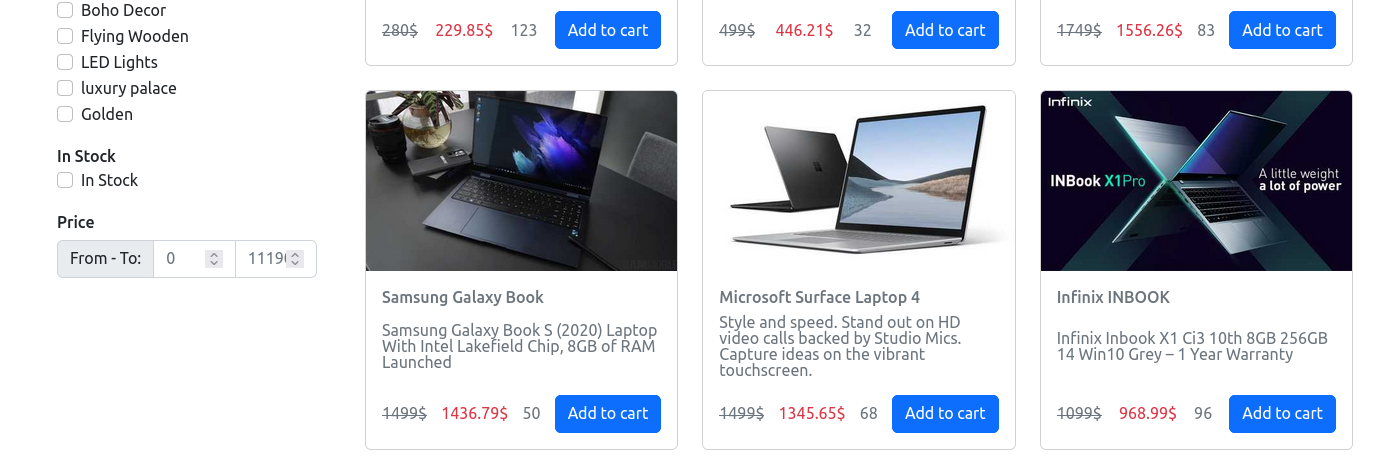 Boho Decor
Flying Wooden
LED Lights
luxury palace
Golden
In Stock
In Stock
Price
From - To:
0
1119
280$ 229.85$ 123 Add to cart
499$ 446.21$ 32 Add to cart
1749$ 1556.26$ 83 Add to cart
Samsung Galaxy Book
Samsung Galaxy Book S (2020) Laptop
With Intel Lakefield Chip, 8GB of RAM
Launched
1499$ 1436.79$ 50 Add to cart
Microsoft Surface Laptop 4
Style and speed. Stand out on HD
video calls backed by Studio Mics.
Capture ideas on the vibrant
touchscreen.
1499$ 1345.65$ 68 Add to cart
Infinix
INBook X1Pro
A little weight
a lot of power
Infinix INBOOK
Infinix Inbook X1 Ci3 10th 8GB 256GB
14 Win10 Grey – 1 Year Warranty
1099$ 968.99$ 96 Add to cart